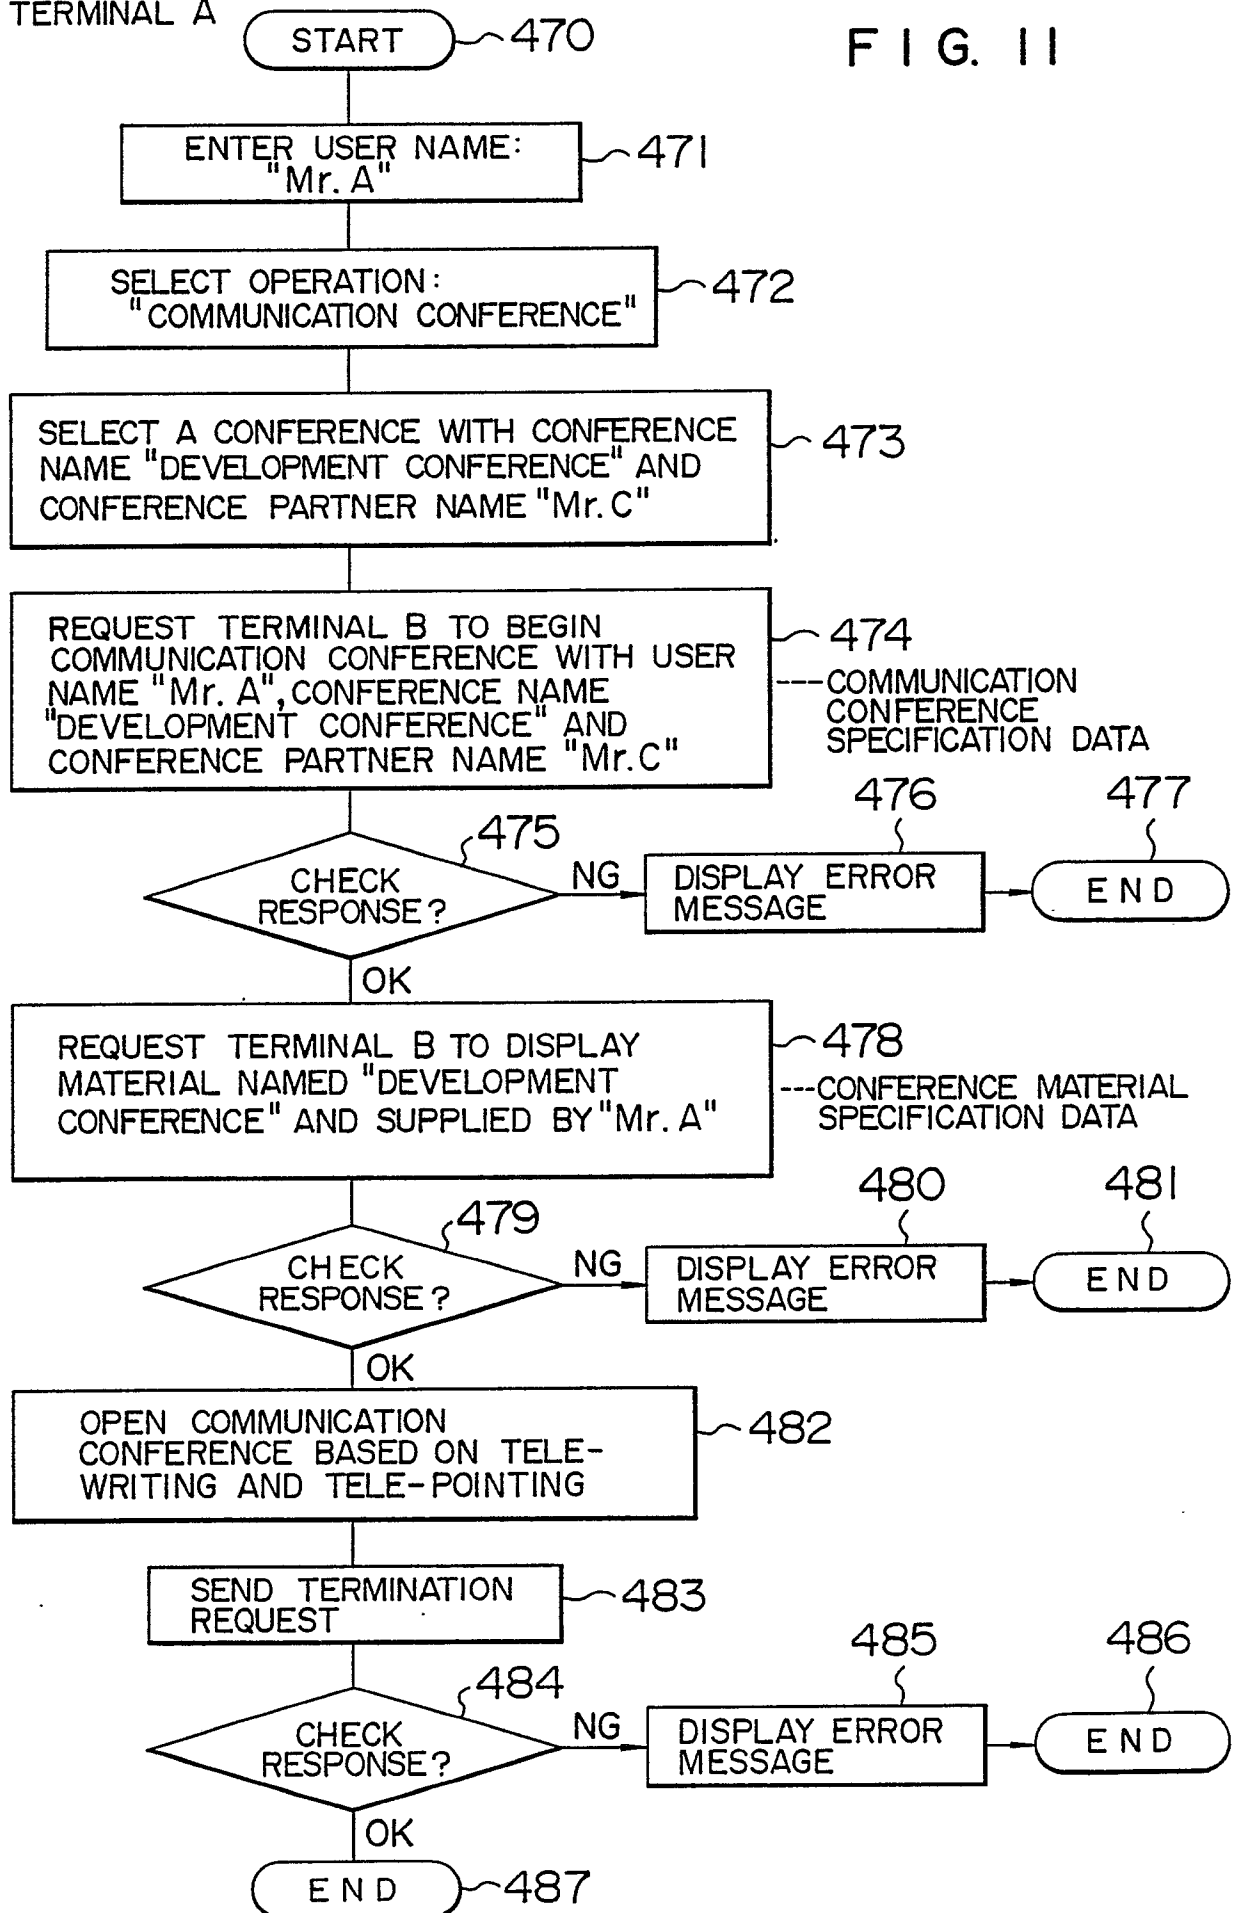 TERMINAL A
START
470
FIG. 11
ENTER USER NAME:
"Mr. A"
471
SELECT OPERATION:
"COMMUNICATION CONFERENCE"
472
SELECT A CONFERENCE WITH CONFERENCE
NAME "DEVELOPMENT CONFERENCE" AND
CONFERENCE PARTNER NAME "Mr. C"
473
REQUEST TERMINAL B TO BEGIN
COMMUNICATION CONFERENCE WITH USER
NAME "Mr. A", CONFERENCE NAME
"DEVELOPMENT CONFERENCE" AND
CONFERENCE PARTNER NAME "Mr. C"
474
COMMUNICATION
CONFERENCE
SPECIFICATION DATA
475
CHECK
RESPONSE?
NG
476
DISPLAY ERROR
MESSAGE
477
END
OK
REQUEST TERMINAL B TO DISPLAY
MATERIAL NAMED "DEVELOPMENT
CONFERENCE" AND SUPPLIED BY "Mr. A"
478
CONFERENCE MATERIAL
SPECIFICATION DATA
479
CHECK
RESPONSE?
NG
480
DISPLAY ERROR
MESSAGE
481
END
OK
OPEN COMMUNICATION
CONFERENCE BASED ON TELE-
WRITING AND TELE-POINTING
482
SEND TERMINATION
REQUEST
483
484
CHECK
RESPONSE?
NG
485
DISPLAY ERROR
MESSAGE
486
END
OK
END
487